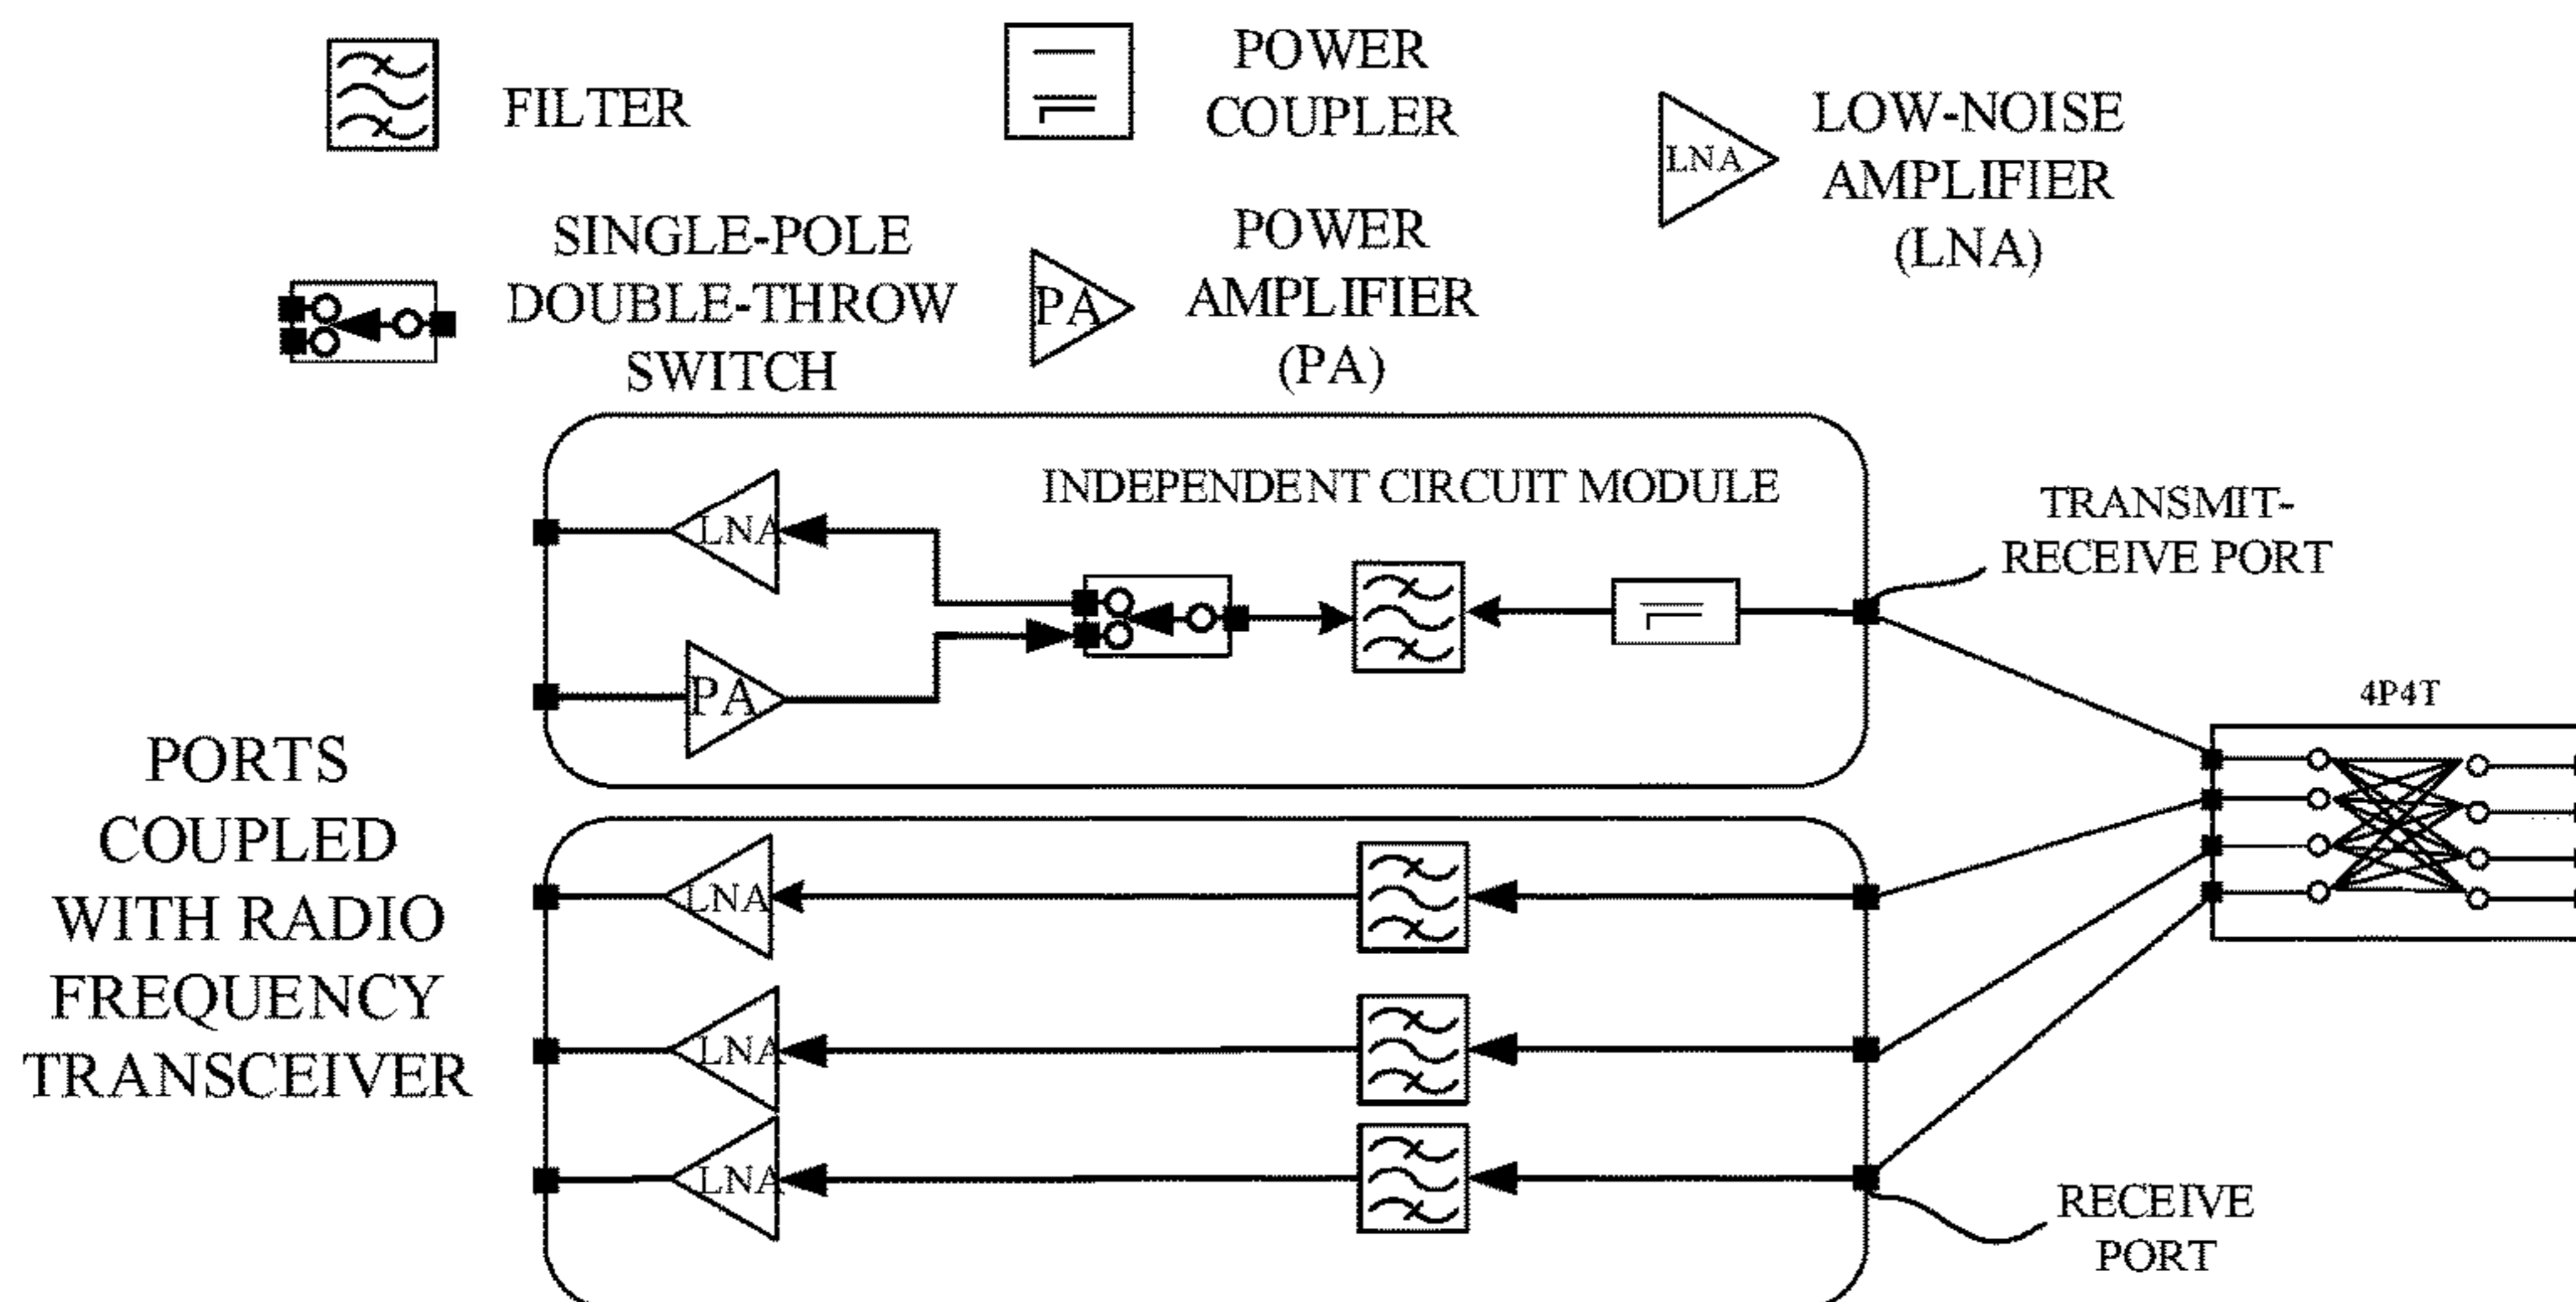 FILTER
POWER
COUPLER
LNA
LOW-NOISE
AMPLIFIER
(LNA)
SINGLE-POLE
DOUBLE-THROW
SWITCH
PA
POWER
AMPLIFIER
(PA)
INDEPENDENT CIRCUIT MODULE
LNA
PA
TRANSMIT-
RECEIVE PORT
4P4T
PORTS
COUPLED
WITH RADIO
FREQUENCY
TRANSCEIVER
LNA
LNA
LNA
RECEIVE
PORT